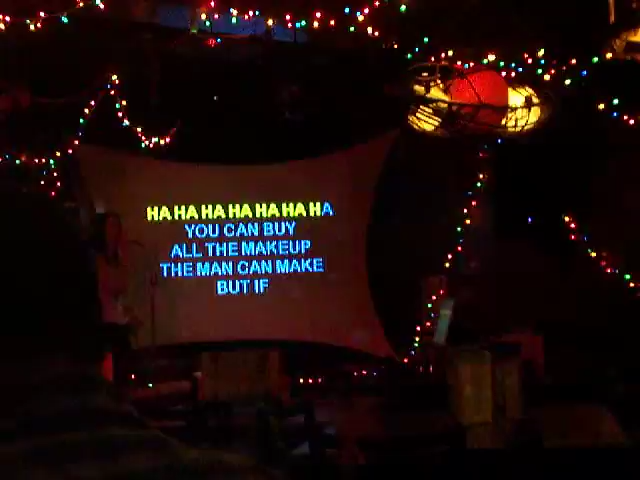 HA HA HA HA HA HA HA
YOU CAN BUY
ALL THE MAKEUP
THE MAN CAN MAKE
BUT IF